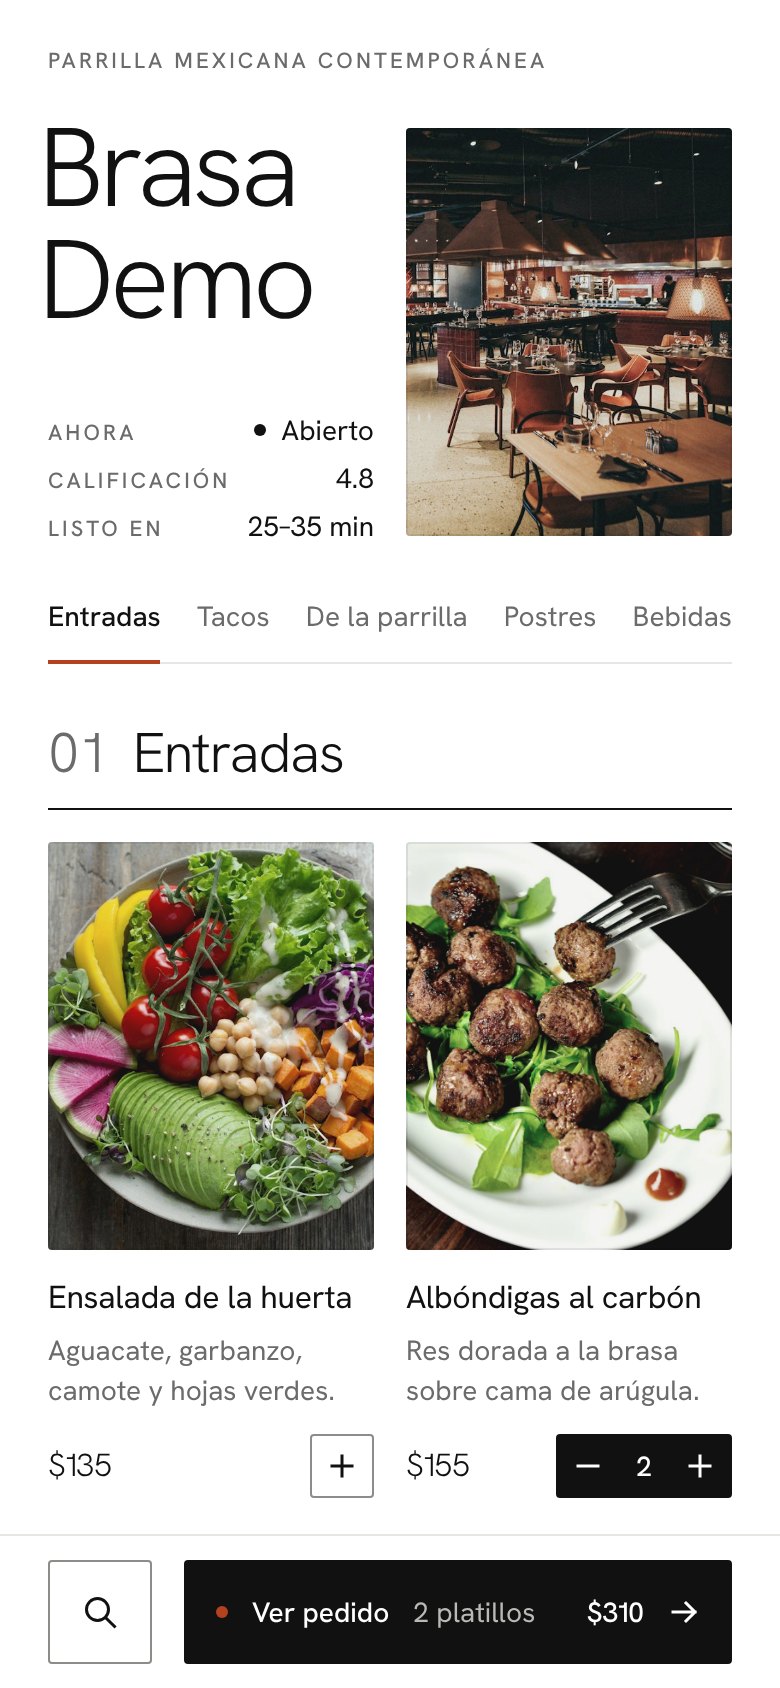 PARRILLA MEXICANA CONTEMPORÁNEA
Brasa
Demo
AHORA Abierto
CALIFICACIÓN 4.8
LISTO EN 25–35 min
Entradas Tacos De la parrilla Postres Bebidas
01 Entradas
Ensalada de la huerta
Aguacate, garbanzo,
camote y hojas verdes.
$135
Albóndigas al carbón
Res dorada a la brasa
sobre cama de arúgula.
$155 2
Ver pedido 2 platillos $310